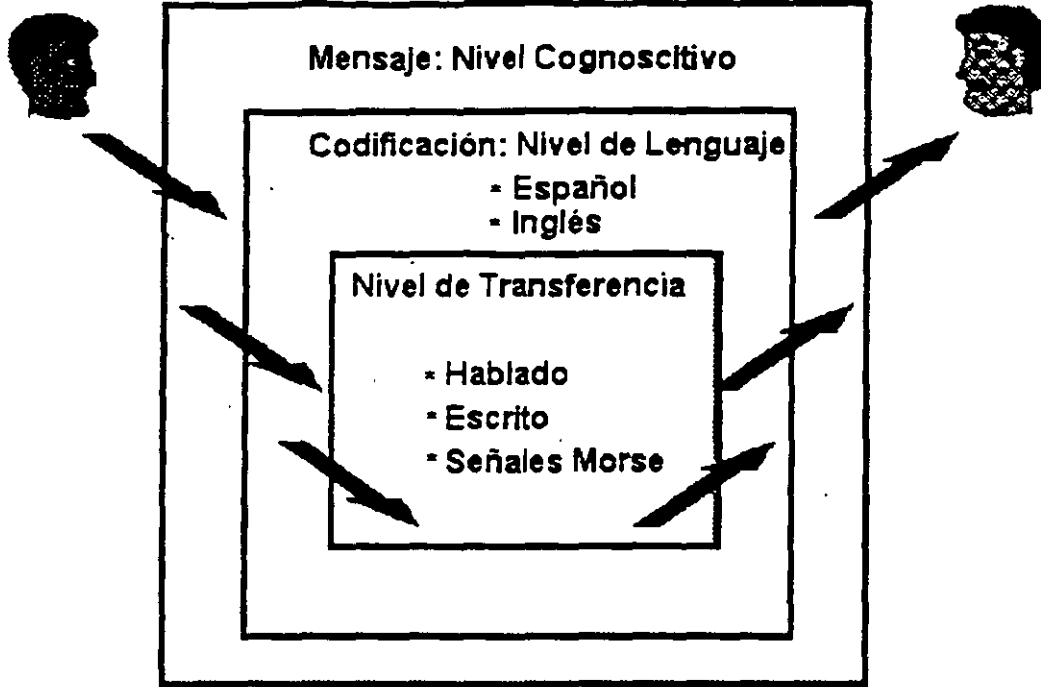 Mensaje: Nivel Cognoscitivo
Codificación: Nivel de Lenguaje
* Español
* Inglés
Nivel de Transferencia
* Hablado
* Escrito
* Señales Morse